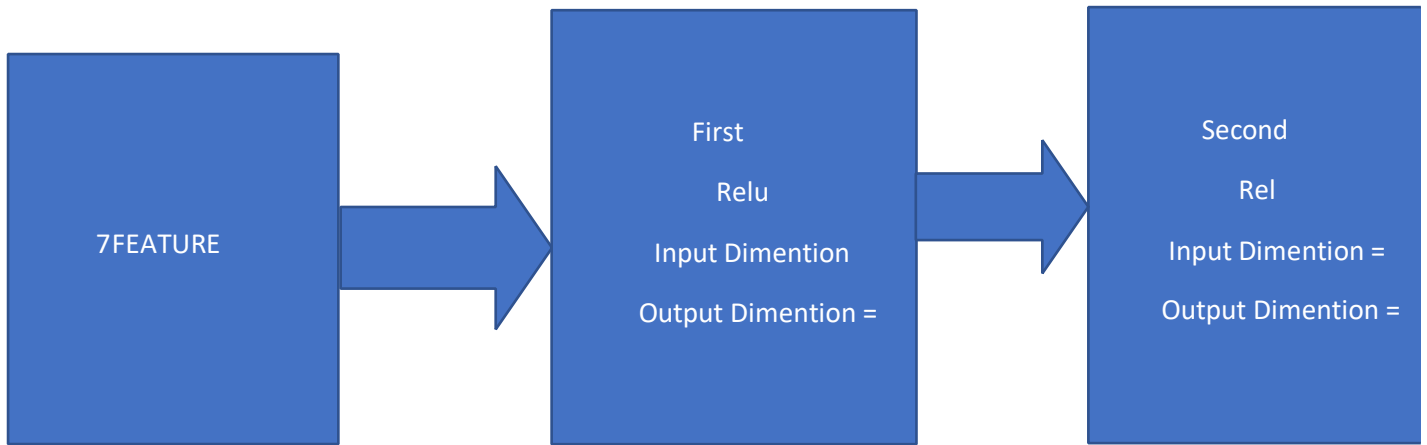 7FEATURE
First
Relu
Input Dimention
Output Dimention =
Second
Rel
Input Dimention =
Output Dimention =